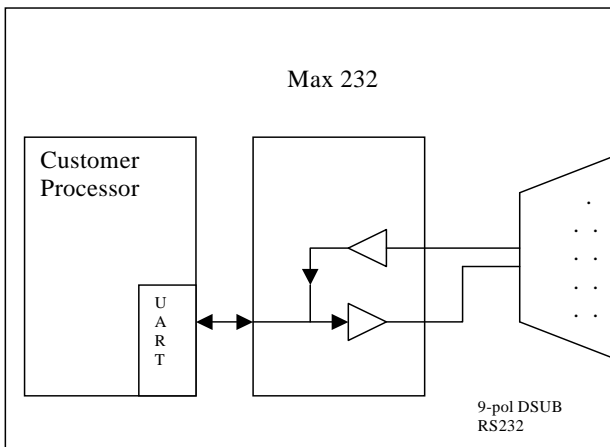 Max 232
Customer
Processor
U
A
R
T
9-pol DSUB
RS232